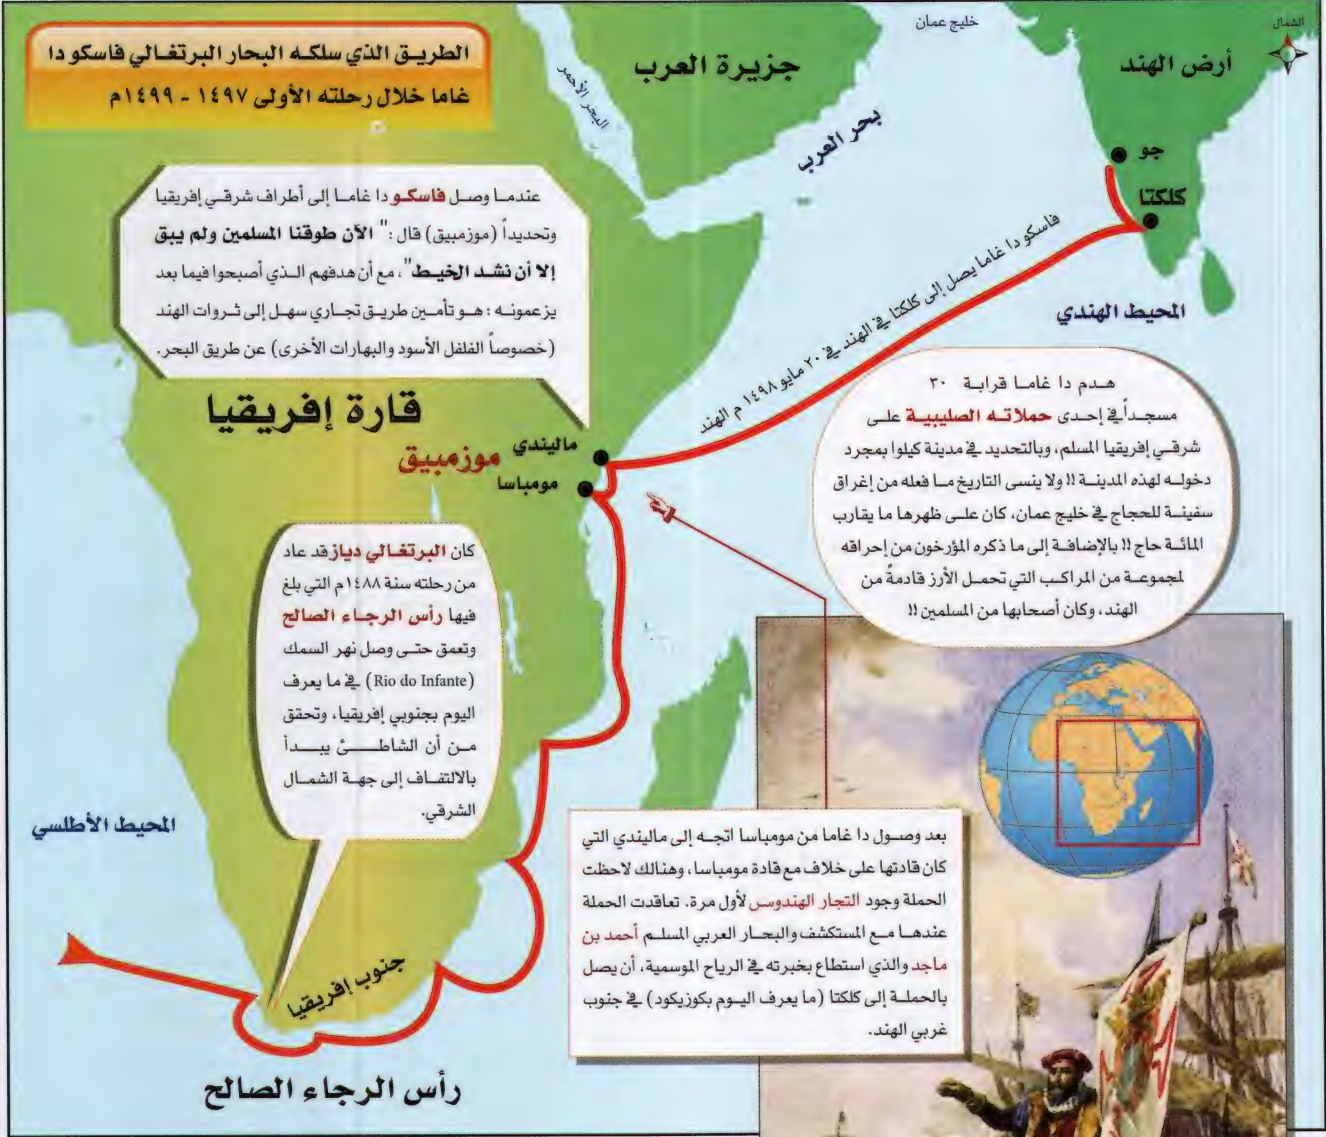 الطريق الذي سلكه البحار البرتغالي فاسكو دا
غاما خلال رحلته الأولى ١٤٩٧ - ١٤٩٩م
الشمال
خليج عمان
أرض الهند
جزيرة العرب
البحر الأحمر
بحر العرب
جو
كلكتا
عندما وصل فاسكو دا غاما إلى أطراف شرقي إفريقيا
وتحديداً (موزمبيق) قال: " الآن طوقنا المسلمين ولم يبق
إلا أن نشد الخيط"، مع أن هدفهم الذي أصبحوا فيما بعد
يزعمونه : هو تأمين طريق تجاري سهل إلى ثروات الهند
(خصوصاً الفلفل الأسود والبهارات الأخرى) عن طريق البحر.
فاسكو دا غاما يصل إلى كلكتا في الهند في ٢٠ مايو ١٤٩٨ م الهند
المحيط الهندي
قارة إفريقيا
ماليندي
موزمبيق
مومباسا
هدم دا غاما قرابة ٣٠
مسجداً في إحدى حملاته الصليبية على
شرقي إفريقيا المسلم، وبالتحديد في مدينة كيلوا بمجرد
دخوله لهذه المدينة !! ولا ينسى التاريخ ما فعله من إغراق
سفينة للحجاج في خليج عمان، كان على ظهرها ما يقارب
المائة حاج !! بالإضافة إلى ما ذكره المؤرخون من إحراقه
لمجموعة من المراكب التي تحمل الأرز قادمةً من
الهند، وكان أصحابها من المسلمين !!
كان البرتغالي دياز قد عاد
من رحلته سنة ١٤٨٨م التي بلغ
فيها رأس الرجاء الصالح
وتعمق حتى وصل نهر السمك
(Rio do Infante) في ما يعرف
اليوم بجنوبي إفريقيا، وتحقق
من أن الشاطئ يبدأ
بالالتفاف إلى جهة الشمال
الشرقي.
المحيط الأطلسي
بعد وصول دا غاما من مومباسا اتجه إلى ماليندي التي
كان قادتها على خلاف مع قادة مومباسا، وهنالك لاحظت
الحملة وجود التجار الهندوس لأول مرة. تعاقدت الحملة
عندها مع المستكشف والبحار العربي المسلم أحمد بن
ماجد والذي استطاع بخبرته في الرياح الموسمية، أن يصل
بالحملة إلى كلكتا (ما يعرف اليوم بكوزيكود) في جنوب
غربي الهند.
جنوب إفريقيا
رأس الرجاء الصالح